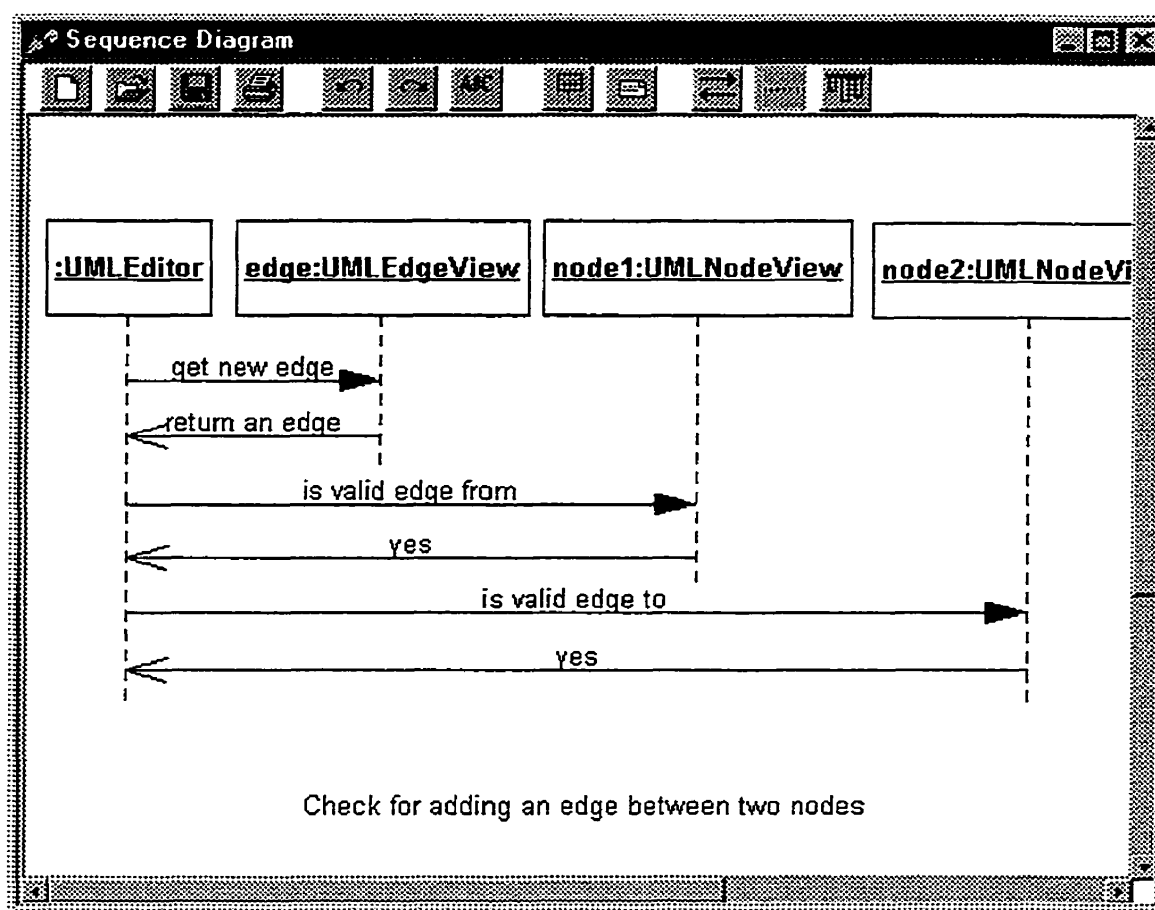 Sequence Diagram
ABC
:UMLEditor edge:UMLEdgeView node1:UMLNodeView node2:UMLNodeVi
get new edge
return an edge
is valid edge from
yes
is valid edge to
yes
Check for adding an edge between two nodes